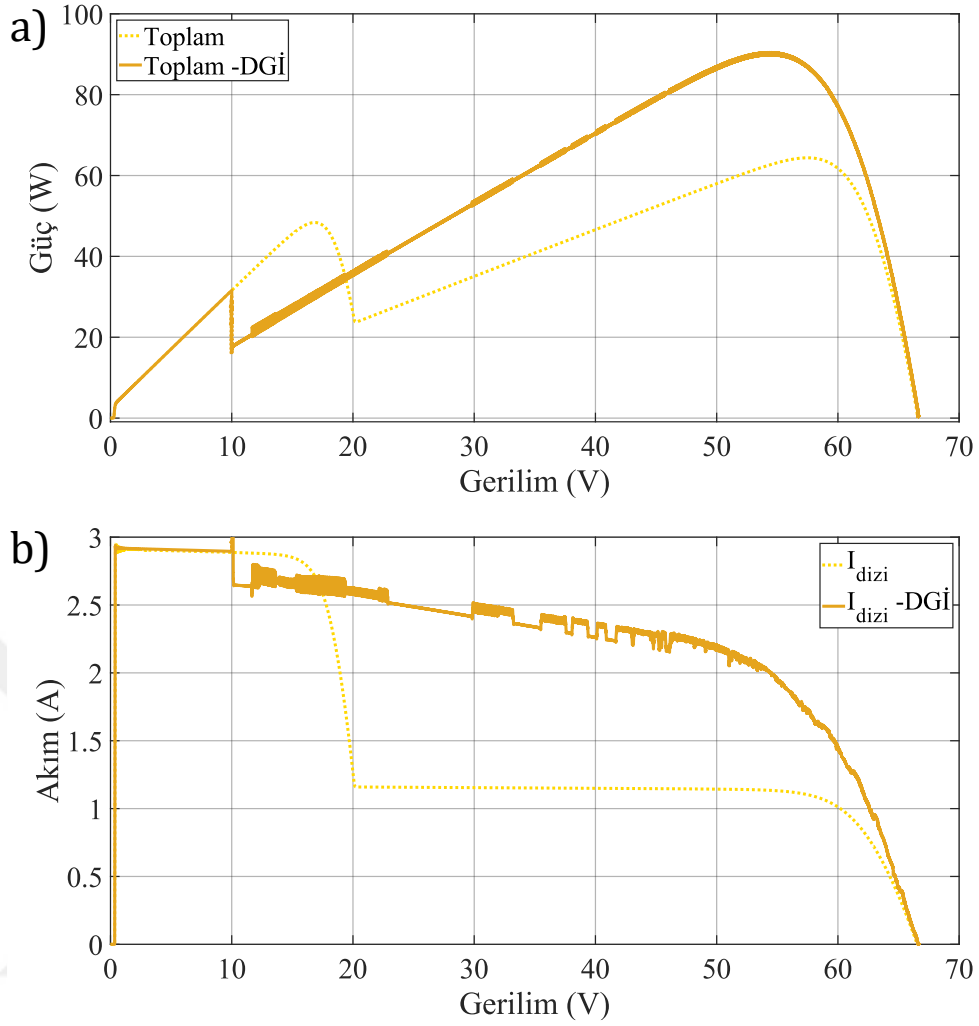 a)
100
80
60
40
20
0
Güç (W)
Toplam
Toplam -DGİ
0 10 20 30 40 50 60 70
Gerilim (V)
b)
3
2.5
2
1.5
1
0.5
0
Akım (A)
I_dizi
I_dizi -DGİ
0 10 20 30 40 50 60 70
Gerilim (V)